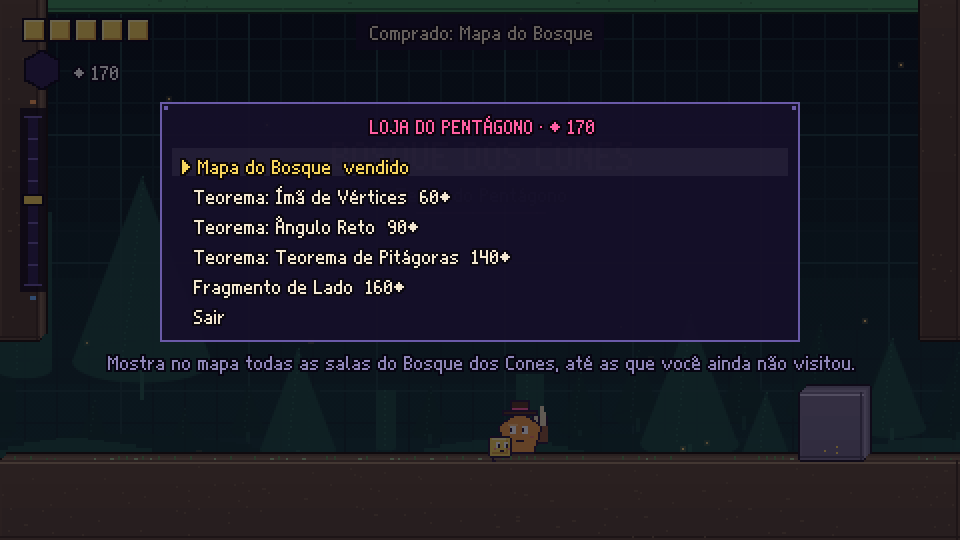 Comprado: Mapa do Bosque
✦ 170
LOJA DO PENTÁGONO · ✦ 170
Mapa do Bosque vendido
Teorema: Ímã de Vértices 60✦
Teorema: Ângulo Reto 90✦
Teorema: Teorema de Pitágoras 140✦
Fragmento de Lado 160✦
Sair
Mostra no mapa todas as salas do Bosque dos Cones, até as que você ainda não visitou.